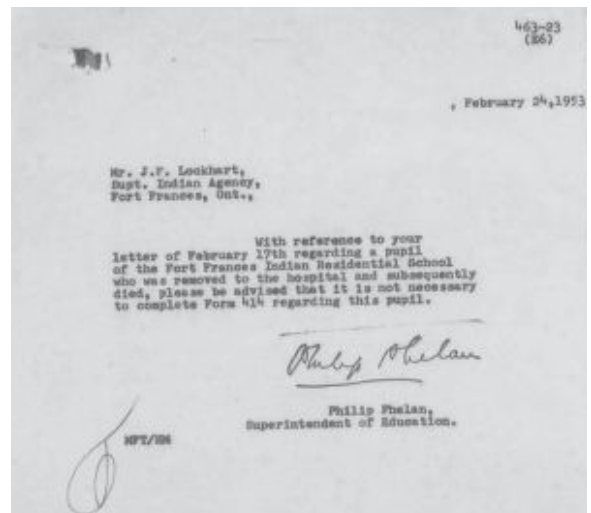 463-23
(E6)
, February 24,1953
Mr. J.F. Lockhart,
Supt. Indian Agency,
Fort Frances, Ont.,
With reference to your
letter of February 17th regarding a pupil
of the Fort Frances Indian Residential School
who was removed to the hospital and subsequently
died, please be advised that it is not necessary
to complete Form 414 regarding this pupil.
Philip Phelan
Philip Phelan,
Superintendent of Education.